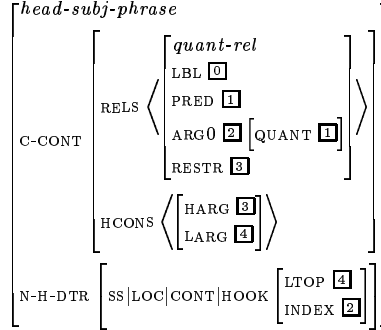 head-subj-phrase
quant-rel
LBL 0
PRED 1
RELS
ARG0 2 [QUANT 1]
C-CONT
RESTR 3
HARG 3
HCONS
LARG 4
LTOP 4
N-H-DTR [SS|LOC|CONT|HOOK
INDEX 2